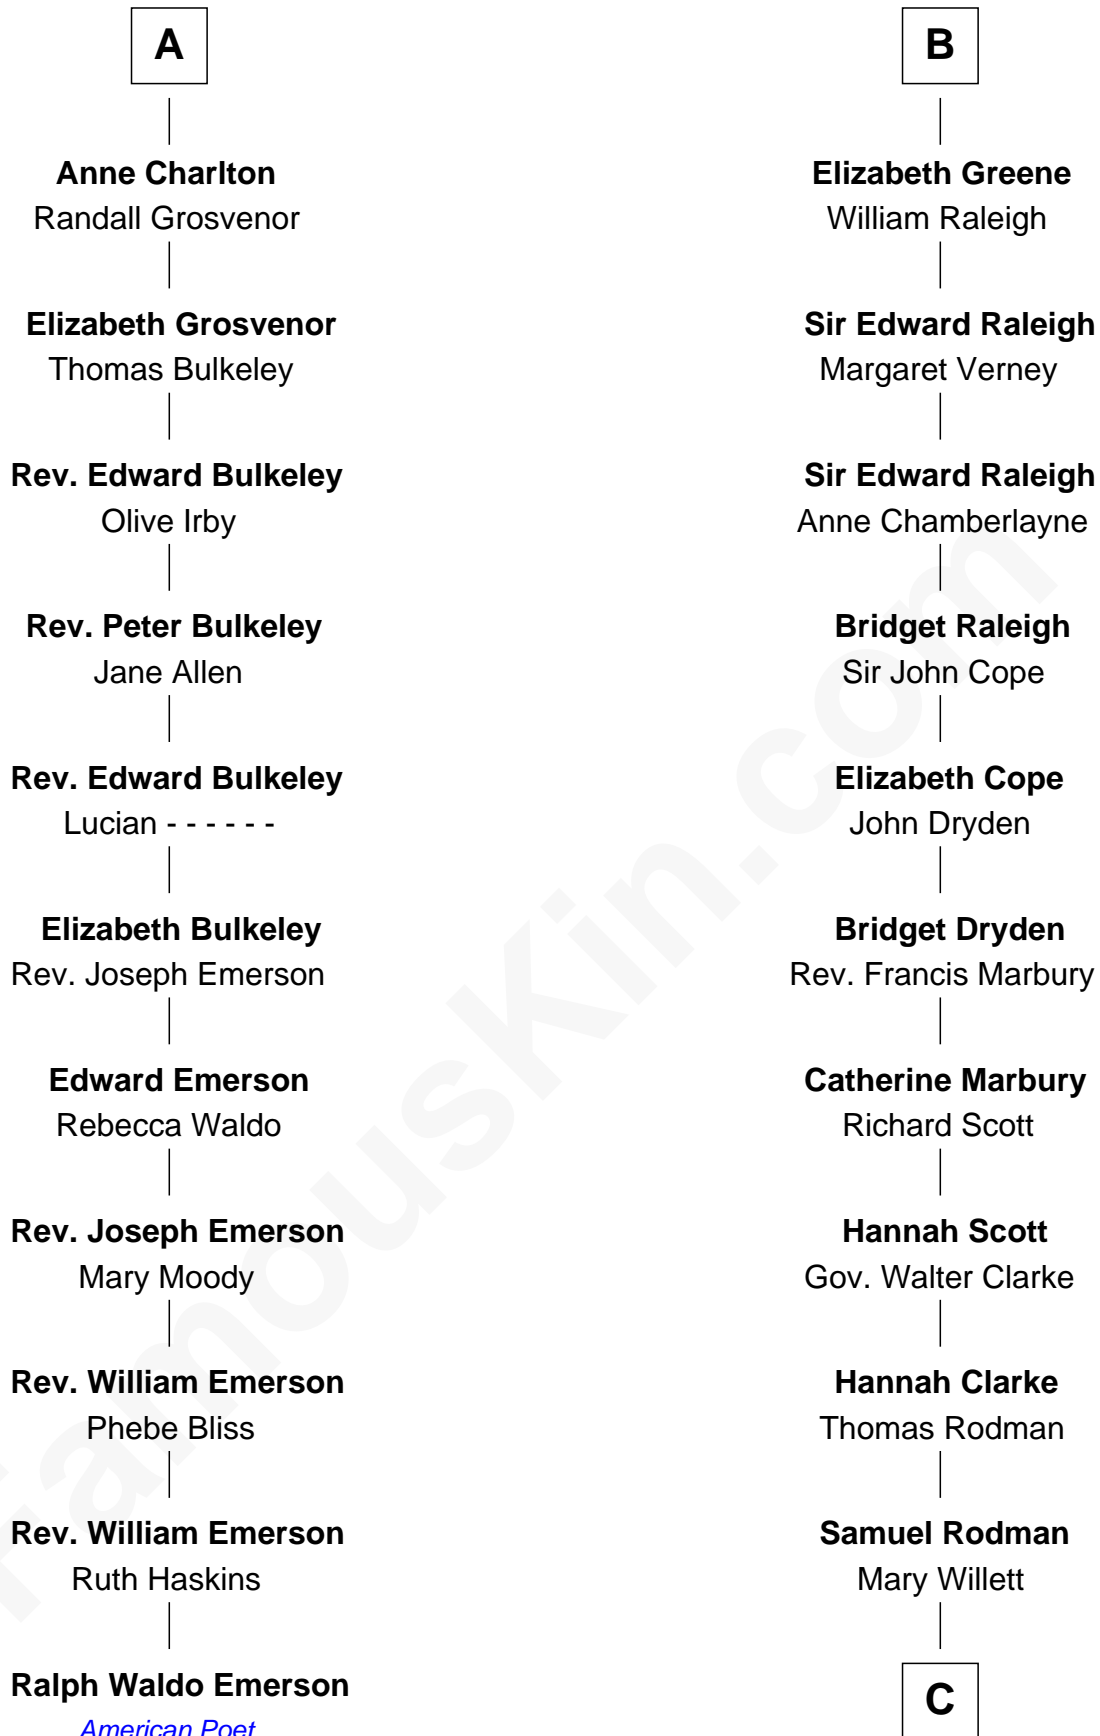 A
Anne Charlton
Randall Grosvenor
Elizabeth Grosvenor
Thomas Bulkeley
Rev. Edward Bulkeley
Olive Irby
Rev. Peter Bulkeley
Jane Allen
Rev. Edward Bulkeley
Lucian - - - - - -
Elizabeth Bulkeley
Rev. Joseph Emerson
Edward Emerson
Rebecca Waldo
Rev. Joseph Emerson
Mary Moody
Rev. William Emerson
Phebe Bliss
Rev. William Emerson
Ruth Haskins
Ralph Waldo Emerson
American Poet
B
Elizabeth Greene
William Raleigh
Sir Edward Raleigh
Margaret Verney
Sir Edward Raleigh
Anne Chamberlayne
Bridget Raleigh
Sir John Cope
Elizabeth Cope
John Dryden
Bridget Dryden
Rev. Francis Marbury
Catherine Marbury
Richard Scott
Hannah Scott
Gov. Walter Clarke
Hannah Clarke
Thomas Rodman
Samuel Rodman
Mary Willett
C
FamousKin.com